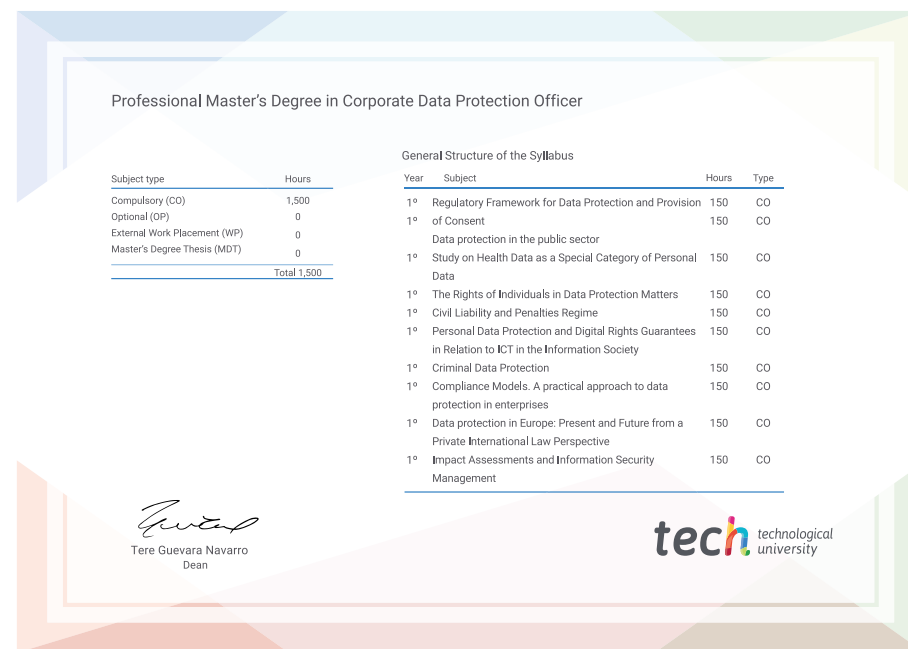 Professional Master's Degree in Corporate Data Protection Officer
General Structure of the Syllabus
Subject type Hours
Compulsory (CO) 1,500
Optional (OP) 0
External Work Placement (WP) 0
Master's Degree Thesis (MDT) 0
Total 1,500
Year Subject Hours Type
1º Regulatory Framework for Data Protection and Provision 150 CO
1º of Consent 150 CO
Data protection in the public sector
1º Study on Health Data as a Special Category of Personal 150 CO
Data
1º The Rights of Individuals in Data Protection Matters 150 CO
1º Civil Liability and Penalties Regime 150 CO
1º Personal Data Protection and Digital Rights Guarantees 150 CO
in Relation to ICT in the Information Society
1º Criminal Data Protection 150 CO
1º Compliance Models. A practical approach to data 150 CO
protection in enterprises
1º Data protection in Europe: Present and Future from a 150 CO
Private International Law Perspective
1º Impact Assessments and Information Security 150 CO
Management
Tere Guevara Navarro
Dean
tech technological
university